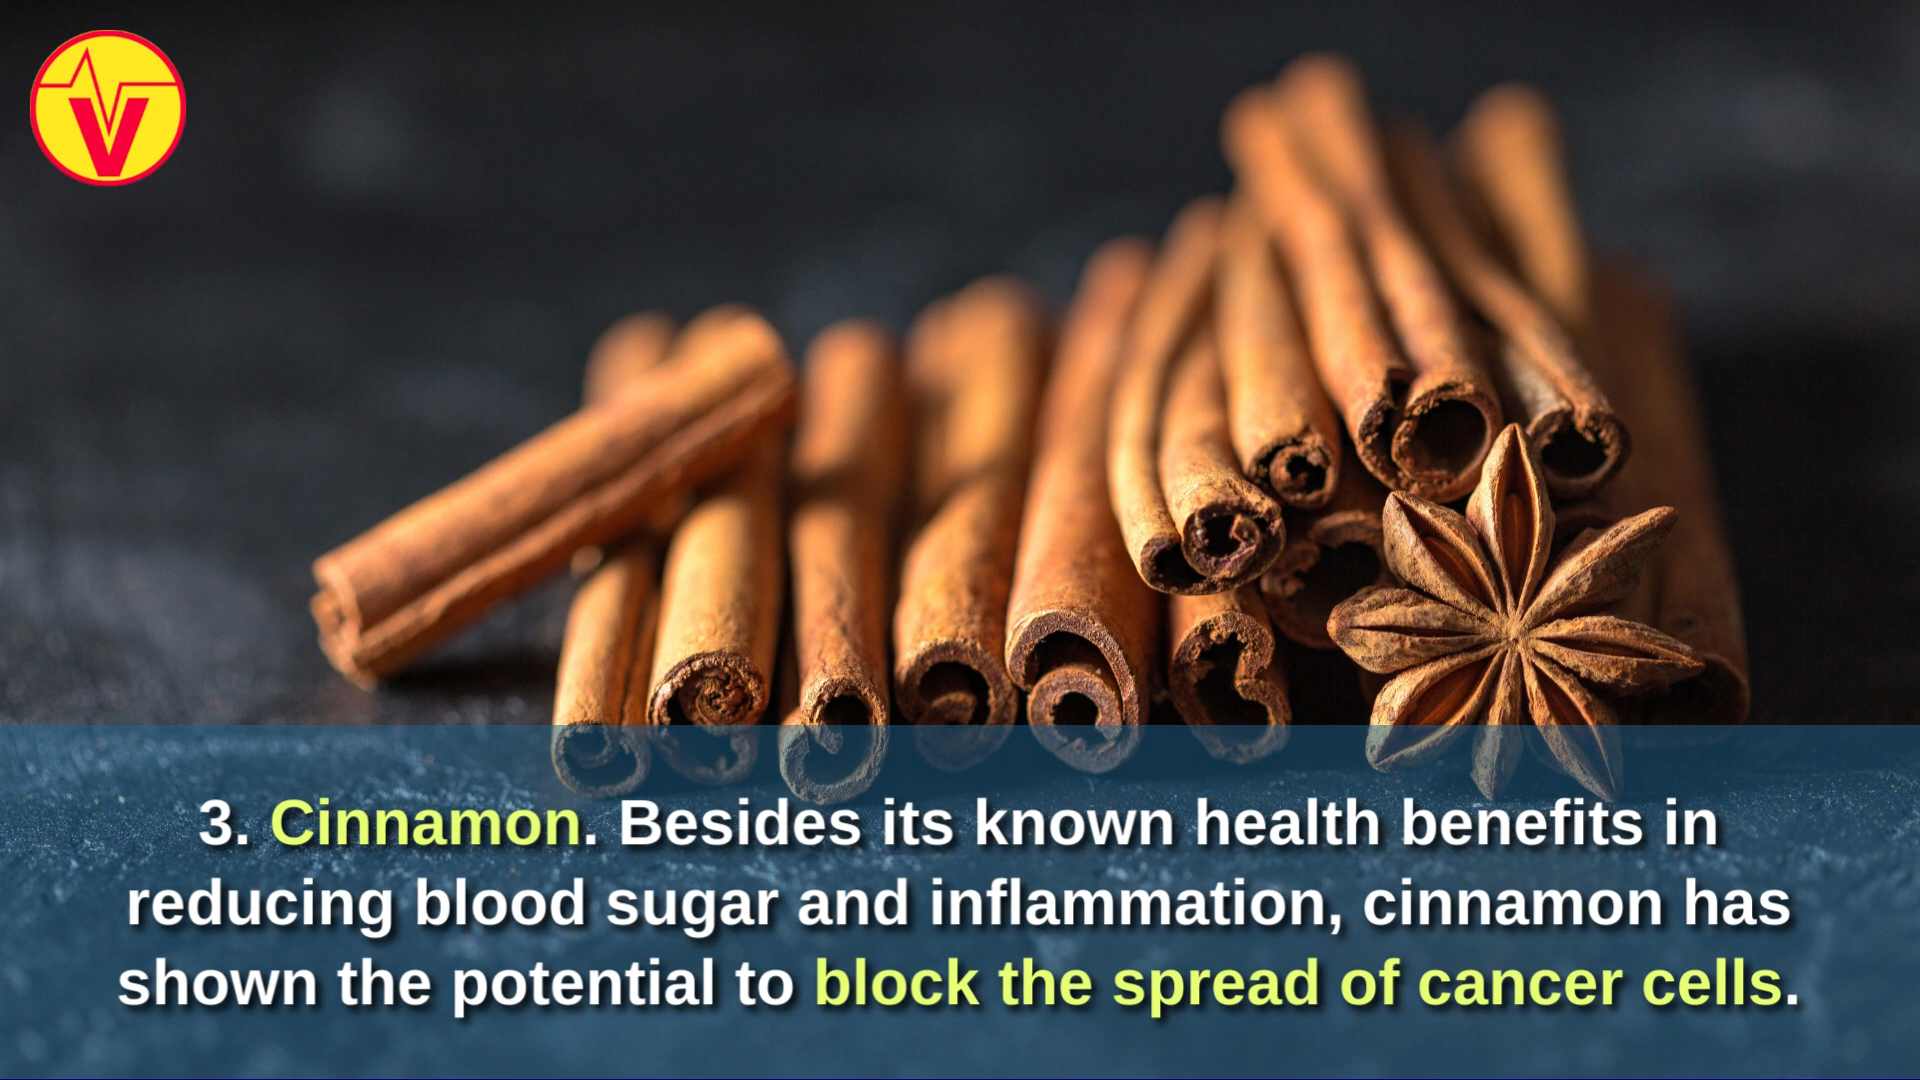 V
3. Cinnamon. Besides its known health benefits in
reducing blood sugar and inflammation, cinnamon has
shown the potential to block the spread of cancer cells.